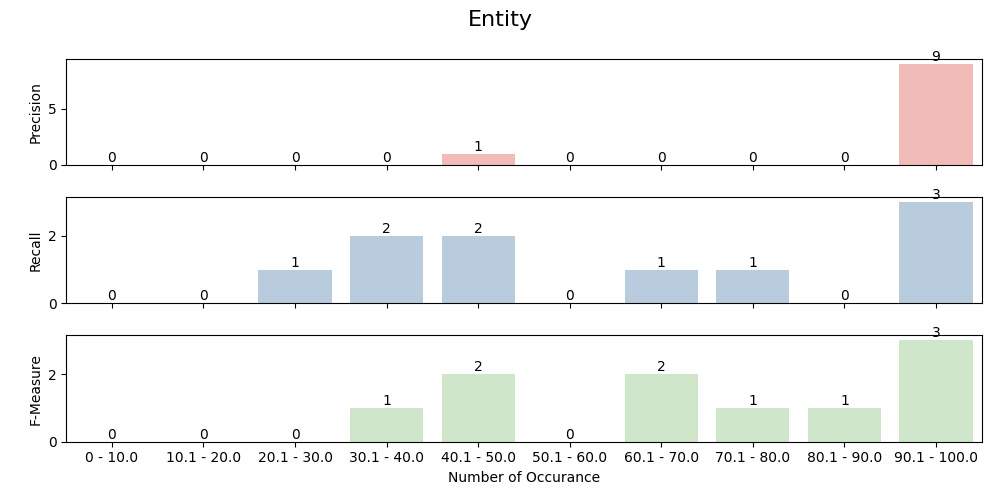 Entity
Precision
5
0
0 0 0 0 1 0 0 0 0 9
Recall
2
0
0 0 1 2 2 0 1 1 0 3
F-Measure
2
0
0 0 0 1 2 0 2 1 1 3
0 - 10.0 10.1 - 20.0 20.1 - 30.0 30.1 - 40.0 40.1 - 50.0 50.1 - 60.0 60.1 - 70.0 70.1 - 80.0 80.1 - 90.0 90.1 - 100.0
Number of Occurance